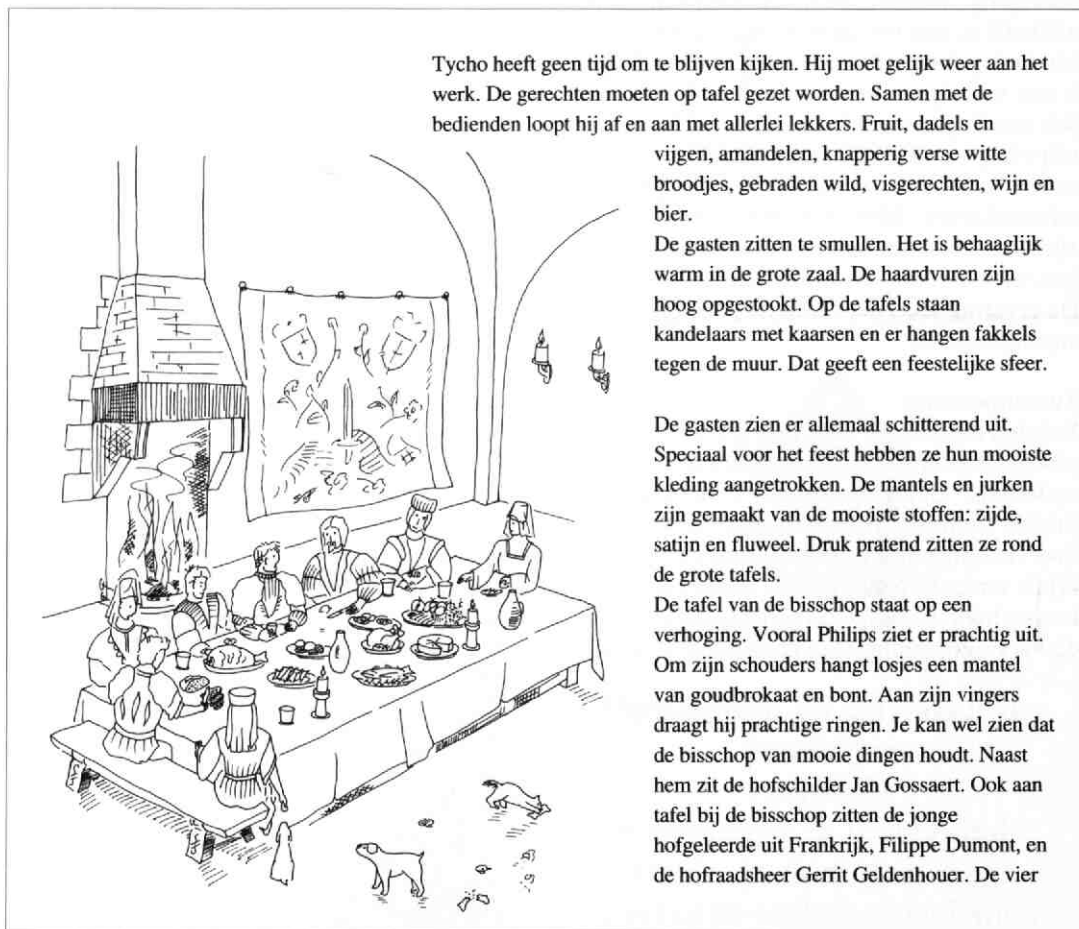 Tycho heeft geen tijd om te blijven kijken. Hij moet gelijk weer aan het
werk. De gerechten moeten op tafel gezet worden. Samen met de
bedienden loopt hij af en aan met allerlei lekkers. Fruit, dadels en
vijgen, amandelen, knapperig verse witte
broodjes, gebraden wild, visgerechten, wijn en
bier.
De gasten zitten te smullen. Het is behaaglijk
warm in de grote zaal. De haardvuren zijn
hoog opgestookt. Op de tafels staan
kandelaars met kaarsen en er hangen fakkels
tegen de muur. Dat geeft een feestelijke sfeer.
De gasten zien er allemaal schitterend uit.
Speciaal voor het feest hebben ze hun mooiste
kleding aangetrokken. De mantels en jurken
zijn gemaakt van de mooiste stoffen: zijde,
satijn en fluweel. Druk pratend zitten ze rond
de grote tafels.
De tafel van de bisschop staat op een
verhoging. Vooral Philips ziet er prachtig uit.
Om zijn schouders hangt losjes een mantel
van goudbrokaat en bont. Aan zijn vingers
draagt hij prachtige ringen. Je kan wel zien dat
de bisschop van mooie dingen houdt. Naast
hem zit de hofschilder Jan Gossaert. Ook aan
tafel bij de bisschop zitten de jonge
hofgeleerde uit Frankrijk, Filippe Dumont, en
de hofraadsheer Gerrit Geldenhouer. De vier